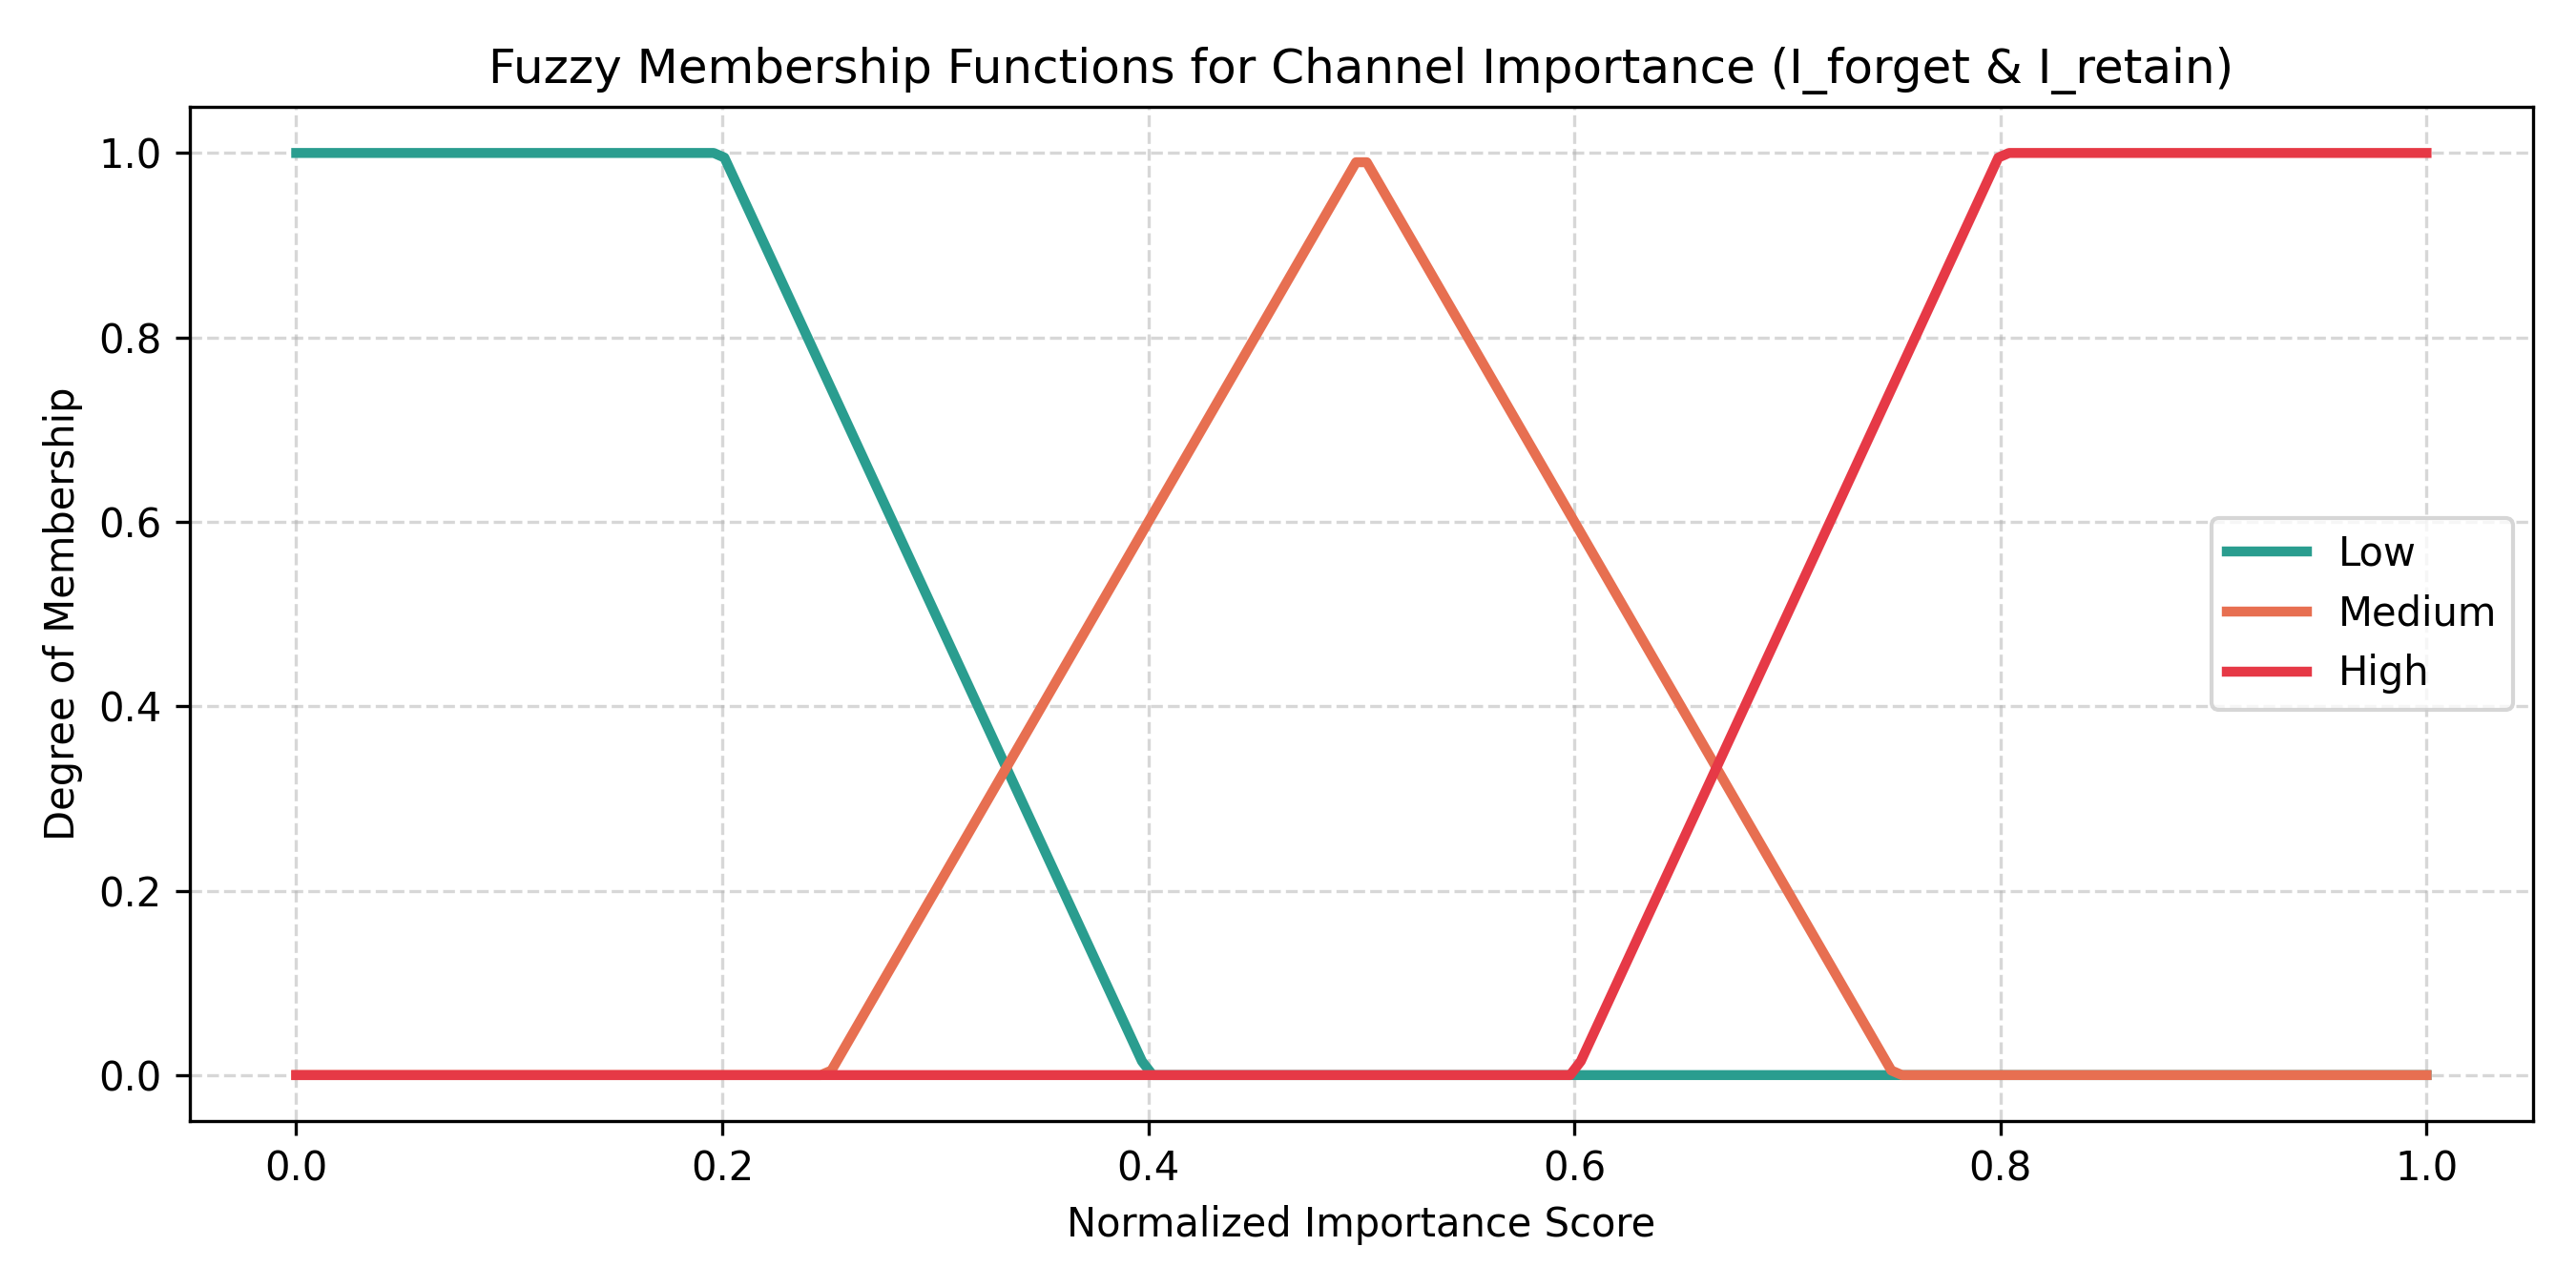 Fuzzy Membership Functions for Channel Importance (I_forget & I_retain)
1.0
0.8
0.6
0.4
0.2
0.0
Degree of Membership
Low
Medium
High
0.0 0.2 0.4 0.6 0.8 1.0
Normalized Importance Score